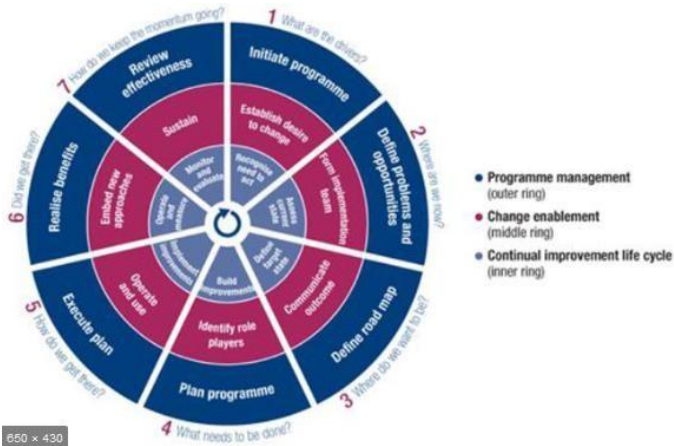 1 What are the drivers?
Initiate programme
Establish desire
to change
Recognise
need to
act
2 Where are we now?
Define problems and
opportunities
Form implementation
team
Assess
current
state
3 Where do we want to be?
Define road map
Communicate
outcome
Define
target
state
4 What needs to be done?
Plan programme
Identify role
players
Build
improvements
5 How do we get there?
Execute plan
Operate
and use
Implement
improvements
6 Did we get there?
Realise benefits
Embed new
approaches
Operate
and
measure
7 How do we keep the momentum going?
Review
effectiveness
Sustain
Monitor
and
evaluate
Programme management
(outer ring)
Change enablement
(middle ring)
Continual improvement life cycle
(inner ring)
650 × 430